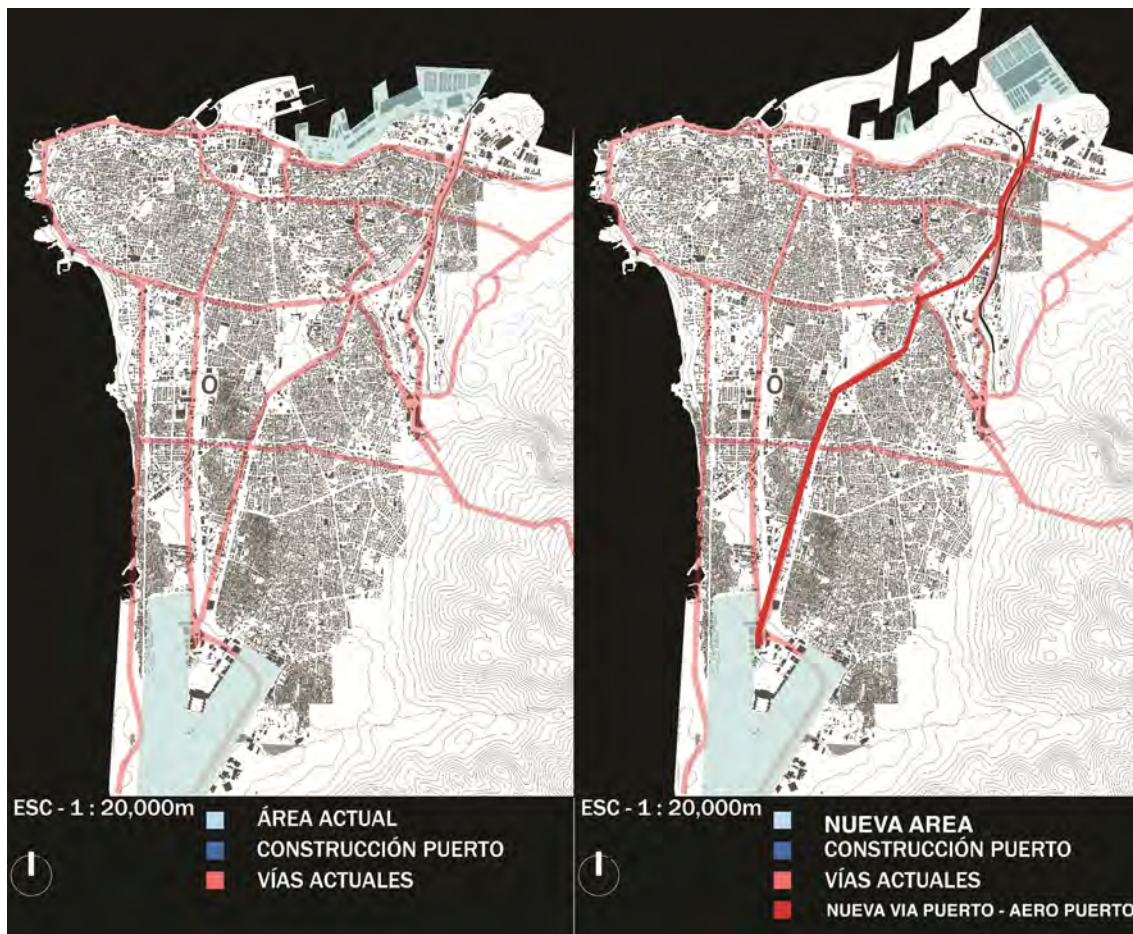 ESC - 1 : 20,000m
ÁREA ACTUAL
CONSTRUCCIÓN PUERTO
VÍAS ACTUALES
ESC - 1 : 20,000m
NUEVA AREA
CONSTRUCCIÓN PUERTO
VÍAS ACTUALES
NUEVA VIA PUERTO - AERO PUERTO